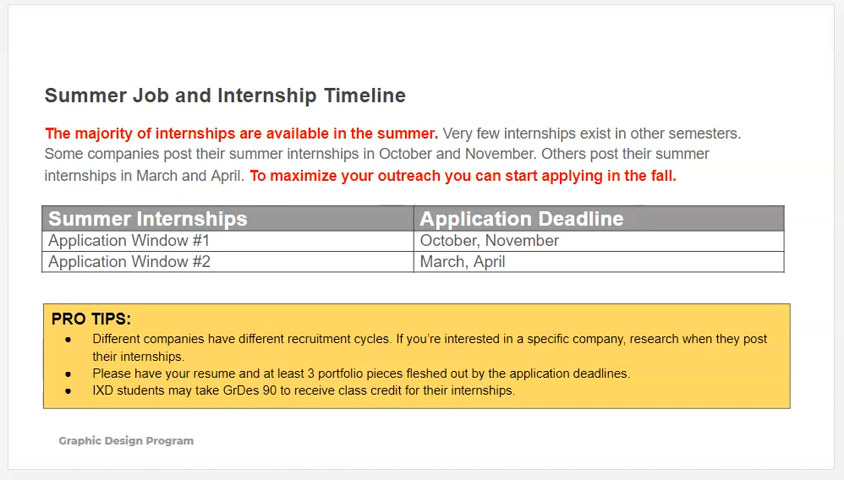 Summer Job and Internship Timeline
The majority of internships are available in the summer. Very few internships exist in other semesters.
Some companies post their summer internships in October and November. Others post their summer
internships in March and April. To maximize your outreach you can start applying in the fall.
Summer Internships Application Deadline
Application Window #1 October, November
Application Window #2 March, April
PRO TIPS:
● Different companies have different recruitment cycles. If you're interested in a specific company, research when they post
their internships.
● Please have your resume and at least 3 portfolio pieces fleshed out by the application deadlines.
● IXD students may take GrDes 90 to receive class credit for their internships.
Graphic Design Program